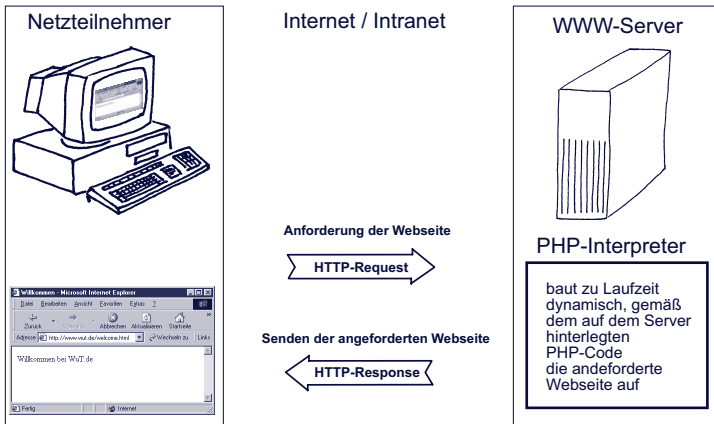 Netzteilnehmer
Internet / Intranet
WWW-Server
Anforderung der Webseite
HTTP-Request
Senden der angeforderten Webseite
HTTP-Response
Willkommen - Microsoft Internet Explorer
Datei Bearbeiten Ansicht Favoriten Extras ?
Zurück Vorwärts Abbrechen Aktualisieren Startseite »
Adresse http://www.wut.de/welcome.html Wechseln zu Links
Willkommen bei WuT.de
Fertig Internet
PHP-Interpreter
baut zu Laufzeit
dynamisch, gemäß
dem auf dem Server
hinterlegten
PHP-Code
die andeforderte
Webseite auf